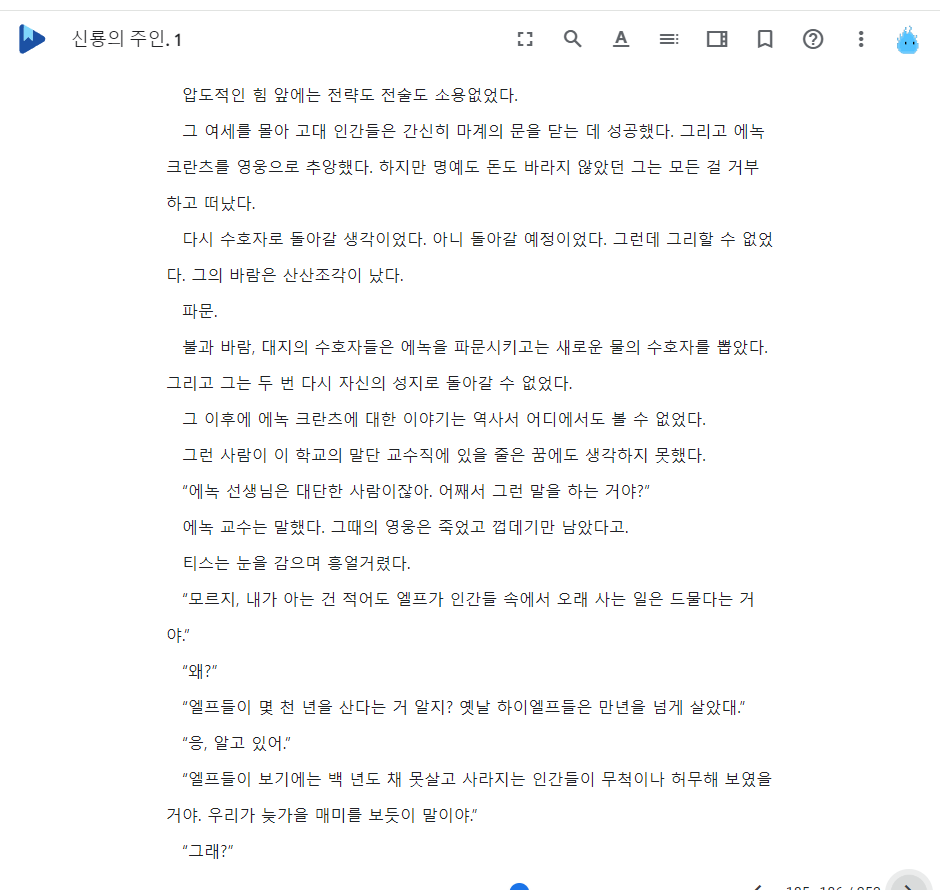 신룡의 주인. 1
압도적인 힘 앞에는 전략도 전술도 소용없었다.
그 여세를 몰아 고대 인간들은 간신히 마계의 문을 닫는 데 성공했다. 그리고 에녹
크란츠를 영웅으로 추앙했다. 하지만 명예도 돈도 바라지 않았던 그는 모든 걸 거부
하고 떠났다.
다시 수호자로 돌아갈 생각이었다. 아니 돌아갈 예정이었다. 그런데 그리할 수 없었
다. 그의 바람은 산산조각이 났다.
파문.
불과 바람, 대지의 수호자들은 에녹을 파문시키고는 새로운 물의 수호자를 뽑았다.
그리고 그는 두 번 다시 자신의 성지로 돌아갈 수 없었다.
그 이후에 에녹 크란츠에 대한 이야기는 역사서 어디에서도 볼 수 없었다.
그런 사람이 이 학교의 말단 교수직에 있을 줄은 꿈에도 생각하지 못했다.
“에녹 선생님은 대단한 사람이잖아. 어째서 그런 말을 하는 거야?”
에녹 교수는 말했다. 그때의 영웅은 죽었고 껍데기만 남았다고.
티스는 눈을 감으며 흥얼거렸다.
“모르지, 내가 아는 건 적어도 엘프가 인간들 속에서 오래 사는 일은 드물다는 거
야.”
“왜?”
“엘프들이 몇 천 년을 산다는 거 알지? 옛날 하이엘프들은 만년을 넘게 살았대.”
“응, 알고 있어.”
“엘프들이 보기에는 백 년도 채 못살고 사라지는 인간들이 무척이나 허무해 보였을
거야. 우리가 늦가을 매미를 보듯이 말이야.”
“그래?”